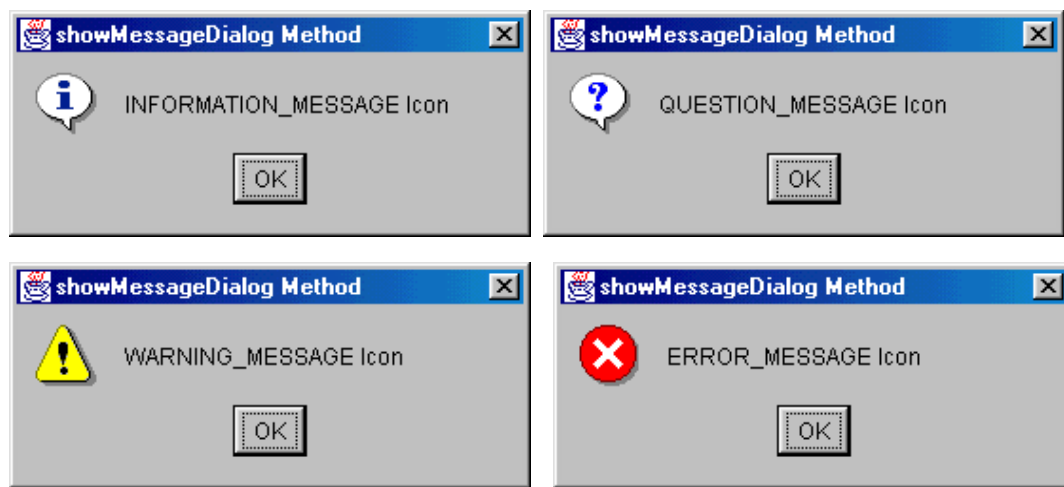 showMessageDialog Method
i
INFORMATION_MESSAGE Icon
OK
showMessageDialog Method
?
QUESTION_MESSAGE Icon
OK
showMessageDialog Method
!
WARNING_MESSAGE Icon
OK
showMessageDialog Method
ERROR_MESSAGE Icon
OK